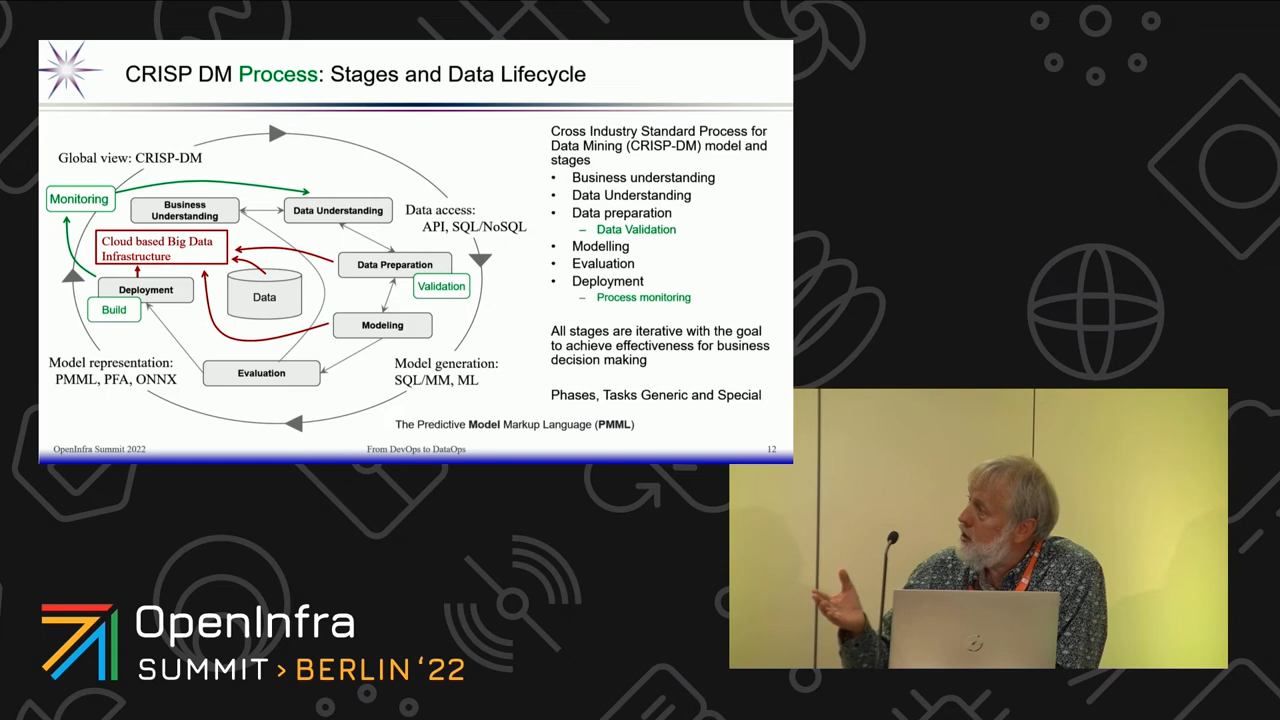 CRISP DM Process: Stages and Data Lifecycle
Global view: CRISP-DM
Monitoring
Business
Understanding
Data Understanding
Data access:
API, SQL/NoSQL
Cloud based Big Data
Infrastructure
Data Preparation
Validation
Deployment
Build
Data
Modeling
Model representation:
PMML, PFA, ONNX
Evaluation
Model generation:
SQL/MM, ML
Cross Industry Standard Process for
Data Mining (CRISP-DM) model and
stages
• Business understanding
• Data Understanding
• Data preparation
– Data Validation
• Modelling
• Evaluation
• Deployment
– Process monitoring
All stages are iterative with the goal
to achieve effectiveness for business
decision making
Phases, Tasks Generic and Special
The Predictive Model Markup Language (PMML)
OpenInfra Summit 2022
From DevOps to DataOps
12
OpenInfra
SUMMIT > BERLIN '22